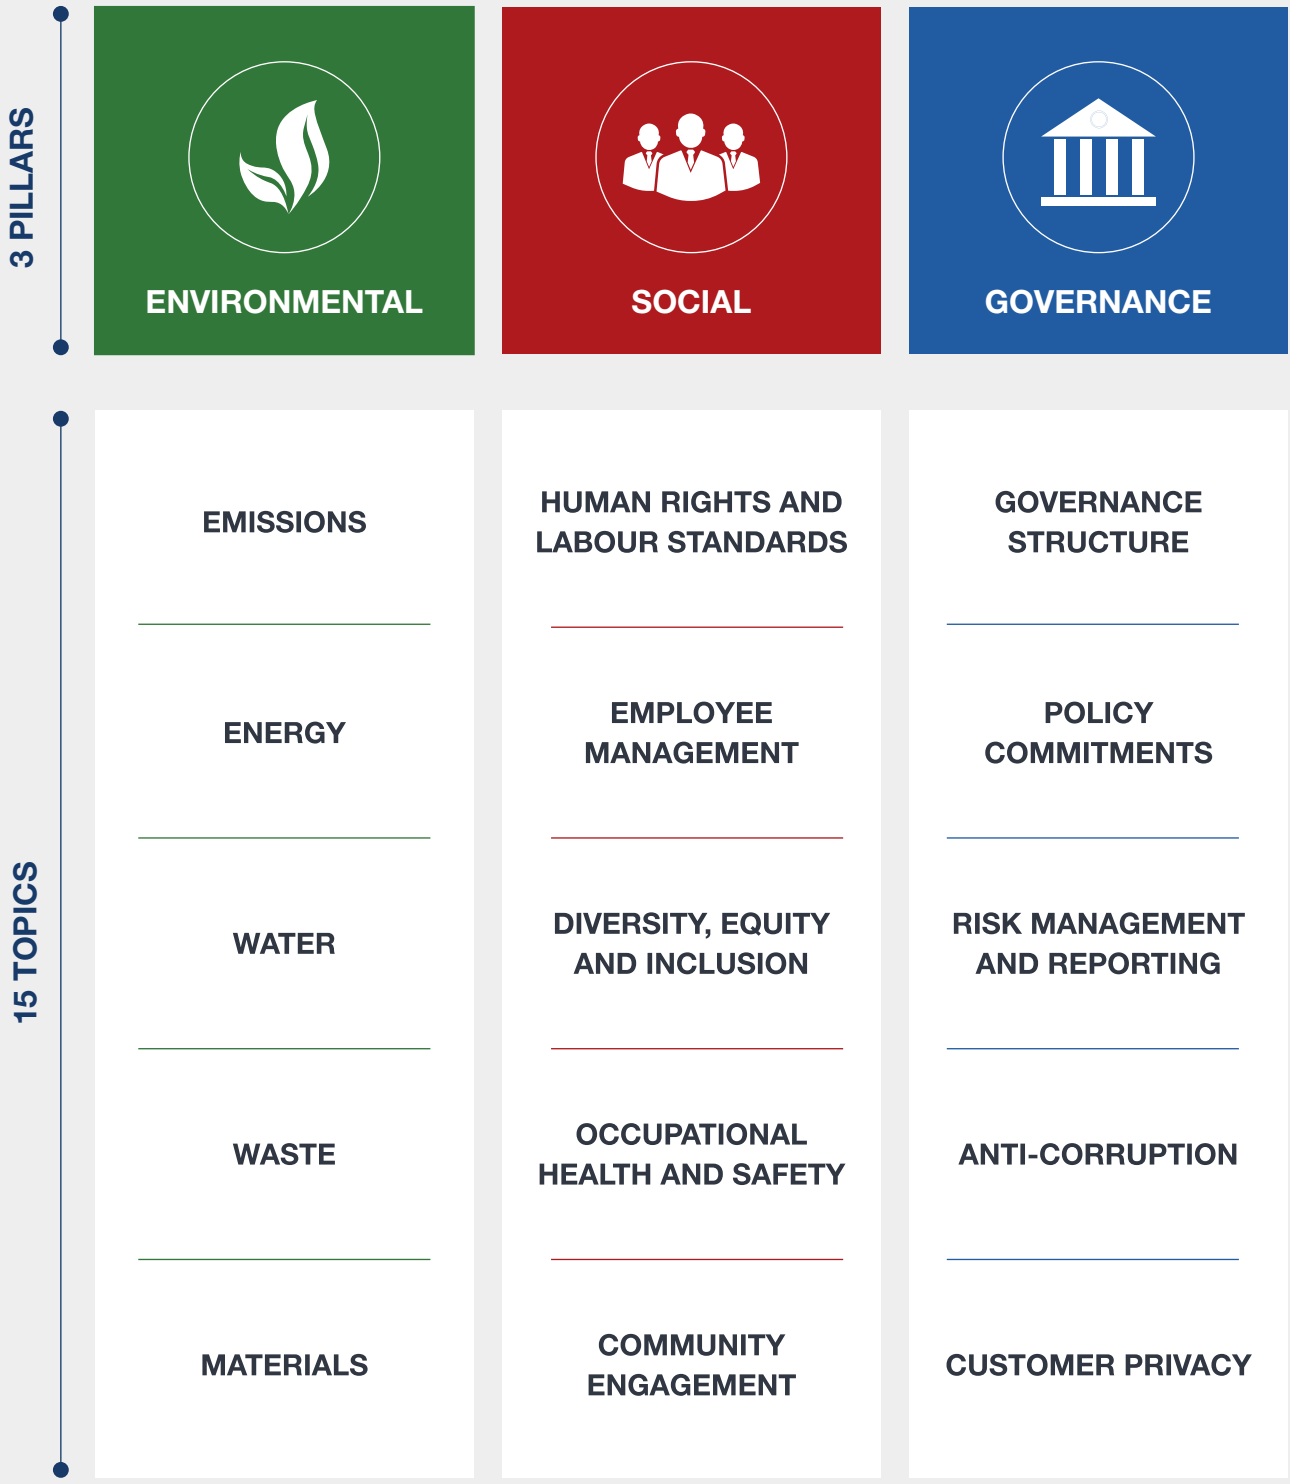 3 PILLARS
ENVIRONMENTAL
SOCIAL
GOVERNANCE
15 TOPICS
EMISSIONS
ENERGY
WATER
WASTE
MATERIALS
HUMAN RIGHTS AND
LABOUR STANDARDS
EMPLOYEE
MANAGEMENT
DIVERSITY, EQUITY
AND INCLUSION
OCCUPATIONAL
HEALTH AND SAFETY
COMMUNITY
ENGAGEMENT
GOVERNANCE
STRUCTURE
POLICY
COMMITMENTS
RISK MANAGEMENT
AND REPORTING
ANTI-CORRUPTION
CUSTOMER PRIVACY